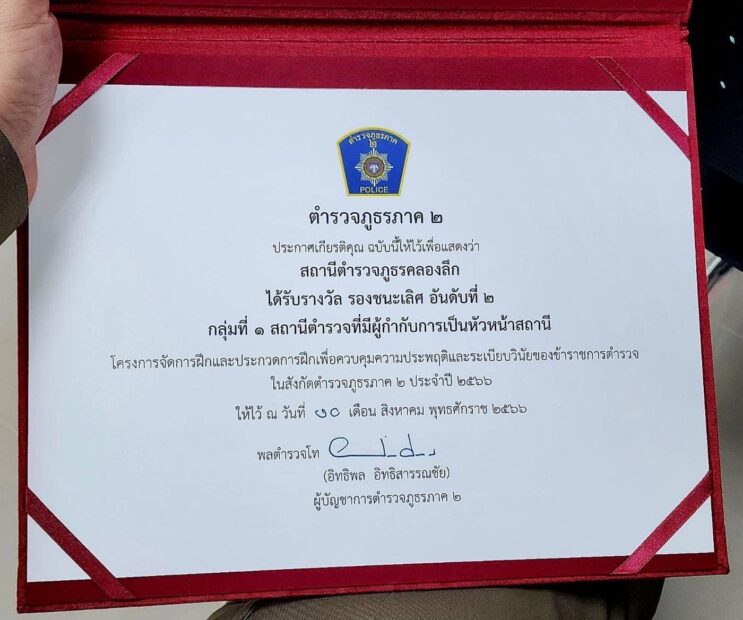 ตำรวจภูธรภาค
๒
POLICE
ตำรวจภูธรภาค ๒
ประกาศเกียรติคุณ ฉบับนี้ให้ไว้เพื่อแสดงว่า
สถานีตำรวจภูธรคลองลึก
ได้รับรางวัล รองชนะเลิศ อันดับที่ ๒
กลุ่มที่ ๑ สถานีตำรวจที่มีผู้กำกับการเป็นหัวหน้าสถานี
โครงการจัดการฝึกและประกวดการฝึกเพื่อควบคุมความประพฤติและระเบียบวินัยของข้าราชการตำรวจ
ในสังกัดตำรวจภูธรภาค ๒ ประจำปี ๒๕๖๖
ให้ไว้ ณ วันที่ ๓๐ เดือน สิงหาคม พุทธศักราช ๒๕๖๖
พลตำรวจโท
(อิทธิพล อิทธิสารรณชัย)
ผู้บัญชาการตำรวจภูธรภาค ๒